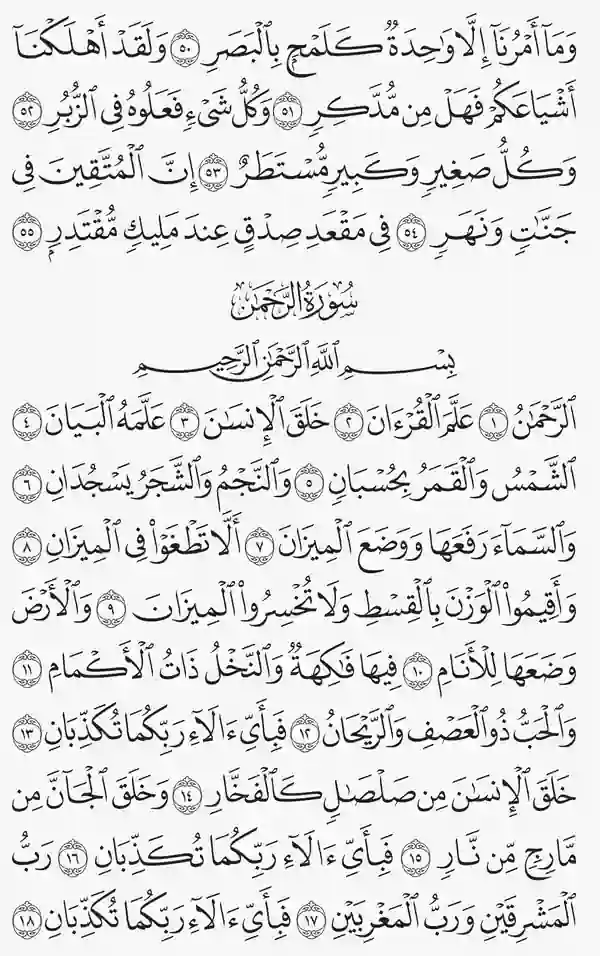 وَمَآ أَمۡرُنَآ إِلَّا وَٰحِدَةٞ كَلَمۡحِۭ بِٱلۡبَصَرِ ٥٠ وَلَقَدۡ أَهۡلَكۡنَآ
أَشۡيَاعَكُمۡ فَهَلۡ مِن مُّدَّكِرٖ ٥١ وَكُلُّ شَيۡءٖ فَعَلُوهُ فِي ٱلزُّبُرِ ٥٢
وَكُلُّ صَغِيرٖ وَكَبِيرٖ مُّسۡتَطَرٌ ٥٣ إِنَّ ٱلۡمُتَّقِينَ فِي
جَنَّٰتٖ وَنَهَرٖ ٥٤ فِي مَقۡعَدِ صِدۡقٍ عِندَ مَلِيكٖ مُّقۡتَدِرِۭ ٥٥
سُورَةُ الرَّحۡمَٰن
بِسۡمِ ٱللَّهِ ٱلرَّحۡمَٰنِ ٱلرَّحِيمِ
ٱلرَّحۡمَٰنُ ١ عَلَّمَ ٱلۡقُرۡءَانَ ٢ خَلَقَ ٱلۡإِنسَٰنَ ٣ عَلَّمَهُ ٱلۡبَيَانَ ٤
ٱلشَّمۡسُ وَٱلۡقَمَرُ بِحُسۡبَانٖ ٥ وَٱلنَّجۡمُ وَٱلشَّجَرُ يَسۡجُدَانِ ٦
وَٱلسَّمَآءَ رَفَعَهَا وَوَضَعَ ٱلۡمِيزَانَ ٧ أَلَّا تَطۡغَوۡاْ فِي ٱلۡمِيزَانِ ٨
وَأَقِيمُواْ ٱلۡوَزۡنَ بِٱلۡقِسۡطِ وَلَا تُخۡسِرُواْ ٱلۡمِيزَانَ ٩ وَٱلۡأَرۡضَ
وَضَعَهَا لِلۡأَنَامِ ١٠ فِيهَا فَٰكِهَةٞ وَٱلنَّخۡلُ ذَاتُ ٱلۡأَكۡمَامِ ١١
وَٱلۡحَبُّ ذُو ٱلۡعَصۡفِ وَٱلرَّيۡحَانُ ١٢ فَبِأَيِّ ءَالَآءِ رَبِّكُمَا تُكَذِّبَانِ ١٣
خَلَقَ ٱلۡإِنسَٰنَ مِن صَلۡصَٰلٖ كَٱلۡفَخَّارِ ١٤ وَخَلَقَ ٱلۡجَآنَّ مِن
مَّارِجٖ مِّن نَّارٖ ١٥ فَبِأَيِّ ءَالَآءِ رَبِّكُمَا تُكَذِّبَانِ ١٦ رَبُّ
ٱلۡمَشۡرِقَيۡنِ وَرَبُّ ٱلۡمَغۡرِبَيۡنِ ١٧ فَبِأَيِّ ءَالَآءِ رَبِّكُمَا تُكَذِّبَانِ ١٨